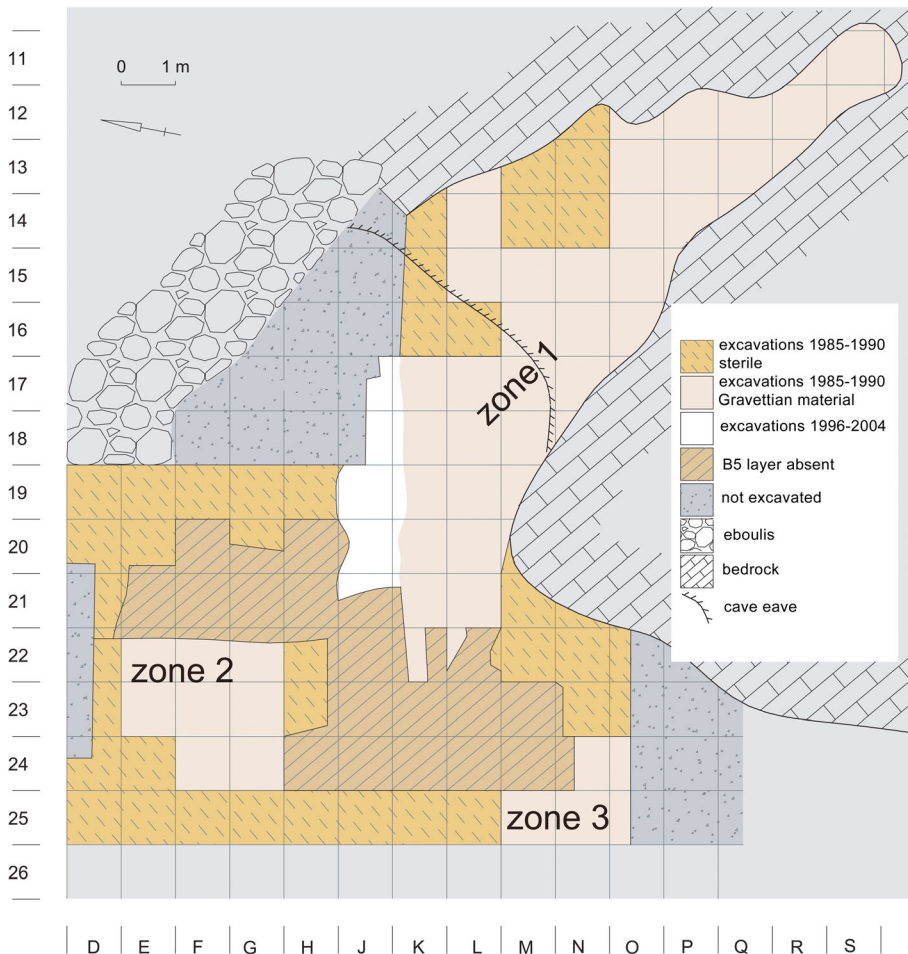 11
0 1 m
12
13
14
15
16
17
18
19
20
21
22
23
24
25
26
zone 1
zone 2
zone 3
excavations 1985-1990
sterile
excavations 1985-1990
Gravettian material
excavations 1996-2004
B5 layer absent
not excavated
eboulis
bedrock
cave eave
D E F G H J K L M N O P Q R S